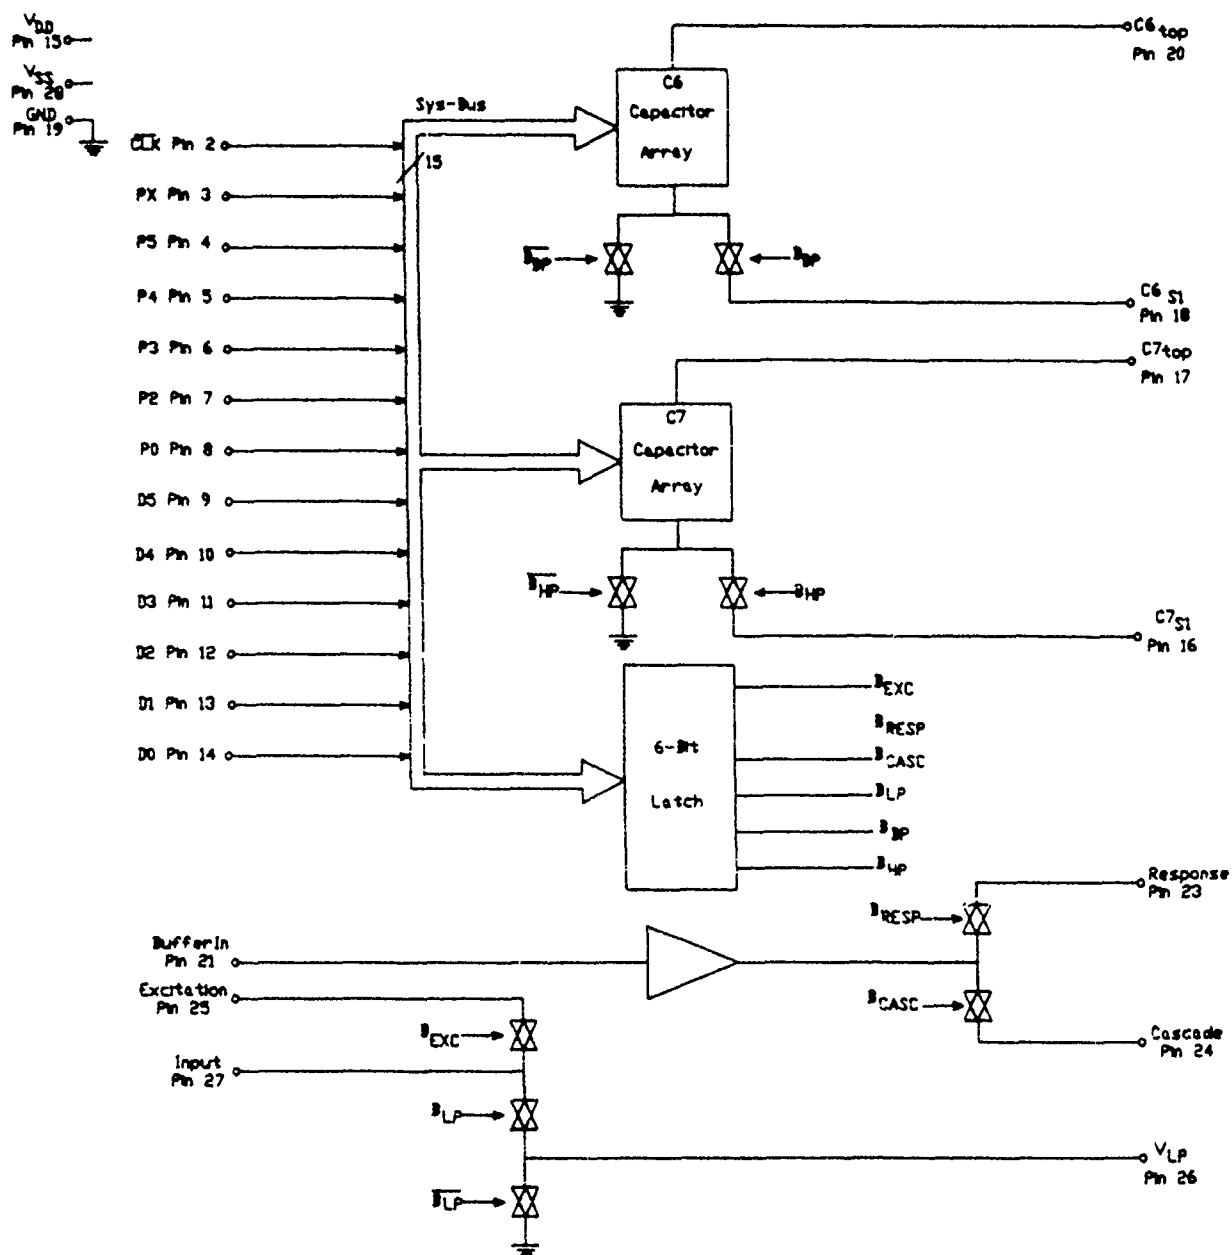 VDD
Pin 15
VSS
Pin 28
GND
Pin 19
CLK Pin 2
PX Pin 3
P5 Pin 4
P4 Pin 5
P3 Pin 6
P2 Pin 7
P0 Pin 8
D5 Pin 9
D4 Pin 10
D3 Pin 11
D2 Pin 12
D1 Pin 13
D0 Pin 14
Sys-Bus
15
C6
Capacitor
Array
C6top
Pin 20
BBP
BBP
C6S1
Pin 18
C7top
Pin 17
C7
Capacitor
Array
BHP
BHP
C7S1
Pin 16
6-Bit
Latch
BEXC
BRESP
BCASC
BLP
BBP
BHP
Response
Pin 23
BRESP
BufferIn
Pin 21
Excitation
Pin 25
BCASC
BEXC
Cascade
Pin 24
Input
Pin 27
BLP
VLP
Pin 26
BLP